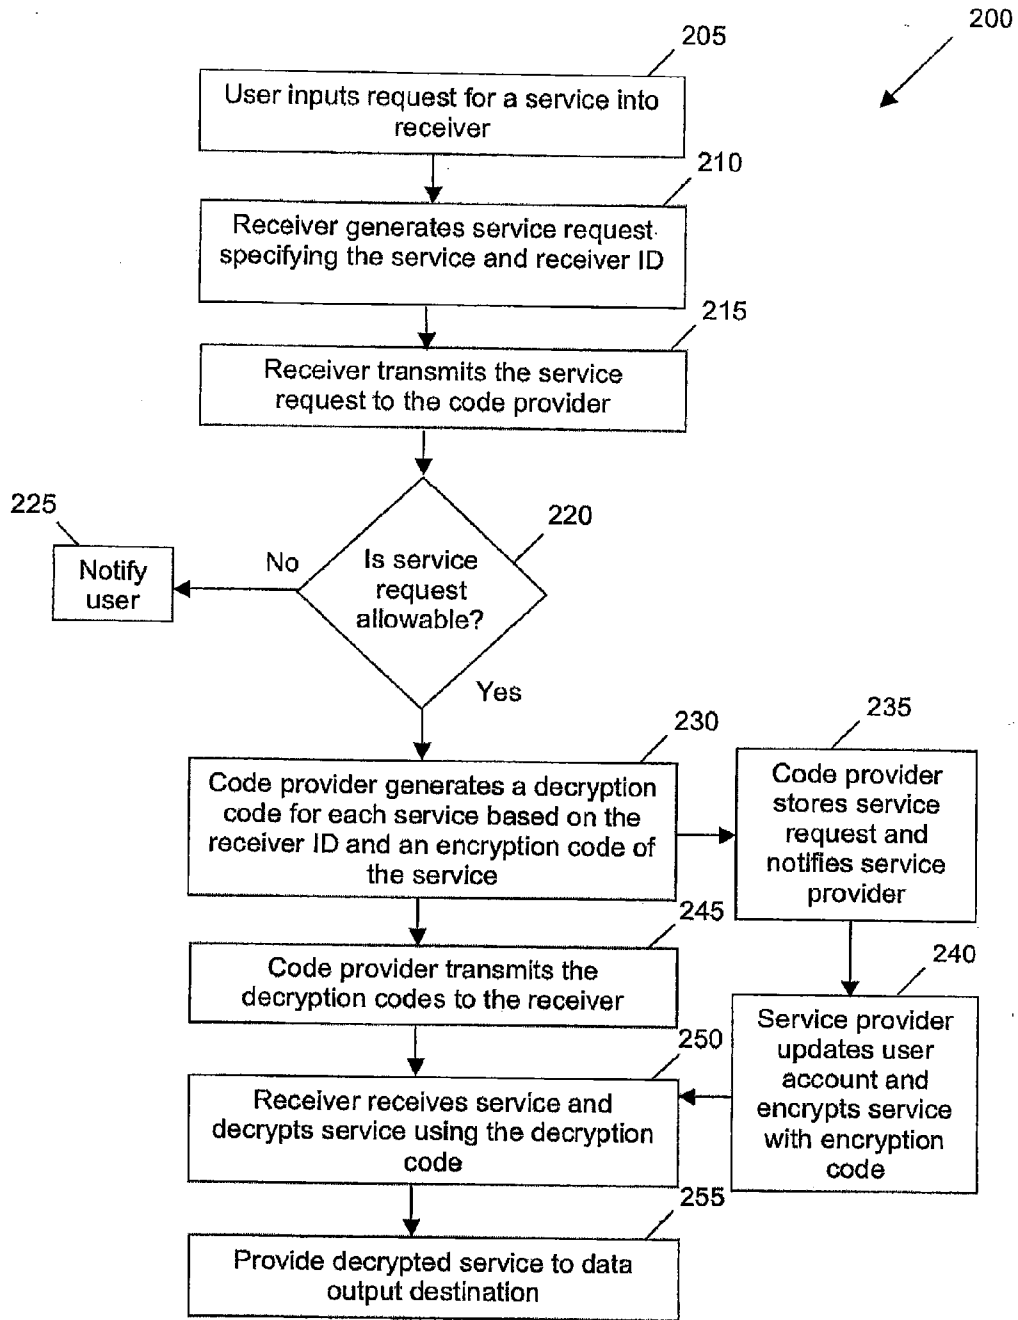 200
205
User inputs request for a service into
receiver
210
Receiver generates service request
specifying the service and receiver ID
215
Receiver transmits the service
request to the code provider
220
Is service
request
allowable?
No
225
Notify
user
Yes
230
Code provider generates a decryption
code for each service based on the
receiver ID and an encryption code of
the service
235
Code provider
stores service
request and
notifies service
provider
240
Service provider
updates user
account and
encrypts service
with encryption
code
245
Code provider transmits the
decryption codes to the receiver
250
Receiver receives service and
decrypts service using the decryption
code
255
Provide decrypted service to data
output destination